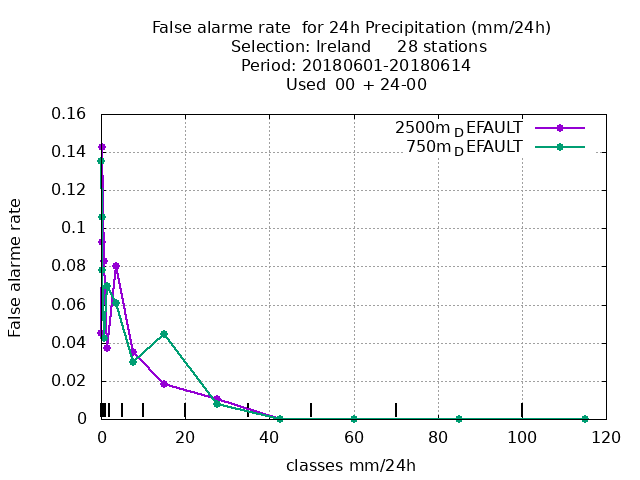 False alarme rate  for 24h Precipitation (mm/24h)
Selection: Ireland     28 stations
Period: 20180601-20180614
Used  00 + 24-00
0.16
0.14
0.12
0.1
0.08
0.06
0.04
0.02
0
False alarme rate
2500m_DEFAULT
750m_DEFAULT
0 20 40 60 80 100 120
classes mm/24h